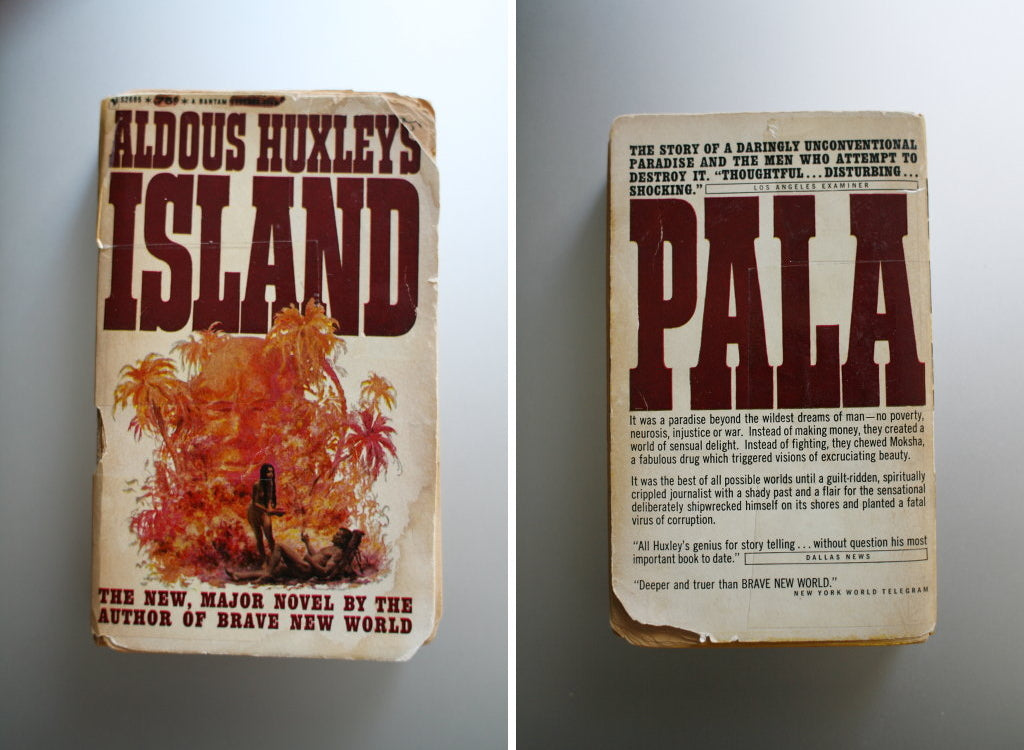 S2695 * 75¢ * A BANTAM
ALDOUS HUXLEY'S
ISLAND
THE NEW, MAJOR NOVEL BY THE
AUTHOR OF BRAVE NEW WORLD
THE STORY OF A DARINGLY UNCONVENTIONAL
PARADISE AND THE MEN WHO ATTEMPT TO
DESTROY IT. “THOUGHTFUL...DISTURBING...
SHOCKING.” LOS ANGELES EXAMINER
PALA
It was a paradise beyond the wildest dreams of man—no poverty,
neurosis, injustice or war. Instead of making money, they created a
world of sensual delight. Instead of fighting, they chewed Moksha,
a fabulous drug which triggered visions of excruciating beauty.
It was the best of all possible worlds until a guilt-ridden, spiritually
crippled journalist with a shady past and a flair for the sensational
deliberately shipwrecked himself on its shores and planted a fatal
virus of corruption.
“All Huxley's genius for story telling...without question his most
important book to date.” DALLAS NEWS
“Deeper and truer than BRAVE NEW WORLD.”
NEW YORK WORLD TELEGRAM